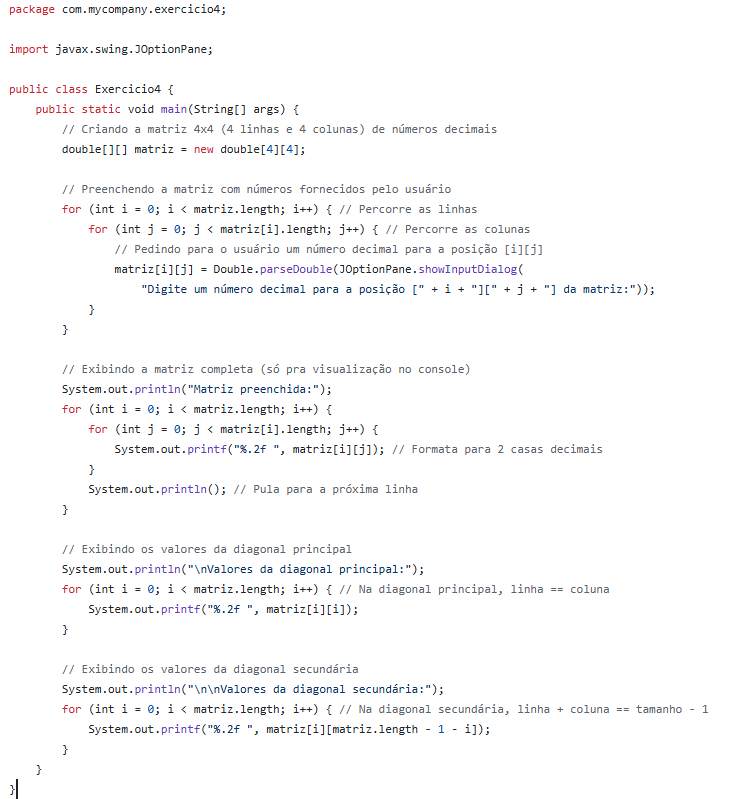 package com.mycompany.exercicio4;

import javax.swing.JOptionPane;

public class Exercicio4 {
    public static void main(String[] args) {
        // Criando a matriz 4x4 (4 linhas e 4 colunas) de números decimais
        double[][] matriz = new double[4][4];

        // Preenchendo a matriz com números fornecidos pelo usuário
        for (int i = 0; i < matriz.length; i++) { // Percorre as linhas
            for (int j = 0; j < matriz[i].length; j++) { // Percorre as colunas
                // Pedindo para o usuário um número decimal para a posição [i][j]
                matriz[i][j] = Double.parseDouble(JOptionPane.showInputDialog(
                    "Digite um número decimal para a posição [" + i + "][" + j + "] da matriz:"));
            }
        }

        // Exibindo a matriz completa (só pra visualização no console)
        System.out.println("Matriz preenchida:");
        for (int i = 0; i < matriz.length; i++) {
            for (int j = 0; j < matriz[i].length; j++) {
                System.out.printf("%.2f ", matriz[i][j]); // Formata para 2 casas decimais
            }
            System.out.println(); // Pula para a próxima linha
        }

        // Exibindo os valores da diagonal principal
        System.out.println("\nValores da diagonal principal:");
        for (int i = 0; i < matriz.length; i++) { // Na diagonal principal, linha == coluna
            System.out.printf("%.2f ", matriz[i][i]);
        }

        // Exibindo os valores da diagonal secundária
        System.out.println("\n\nValores da diagonal secundária:");
        for (int i = 0; i < matriz.length; i++) { // Na diagonal secundária, linha + coluna == tamanho - 1
            System.out.printf("%.2f ", matriz[i][matriz.length - 1 - i]);
        }
    }
}